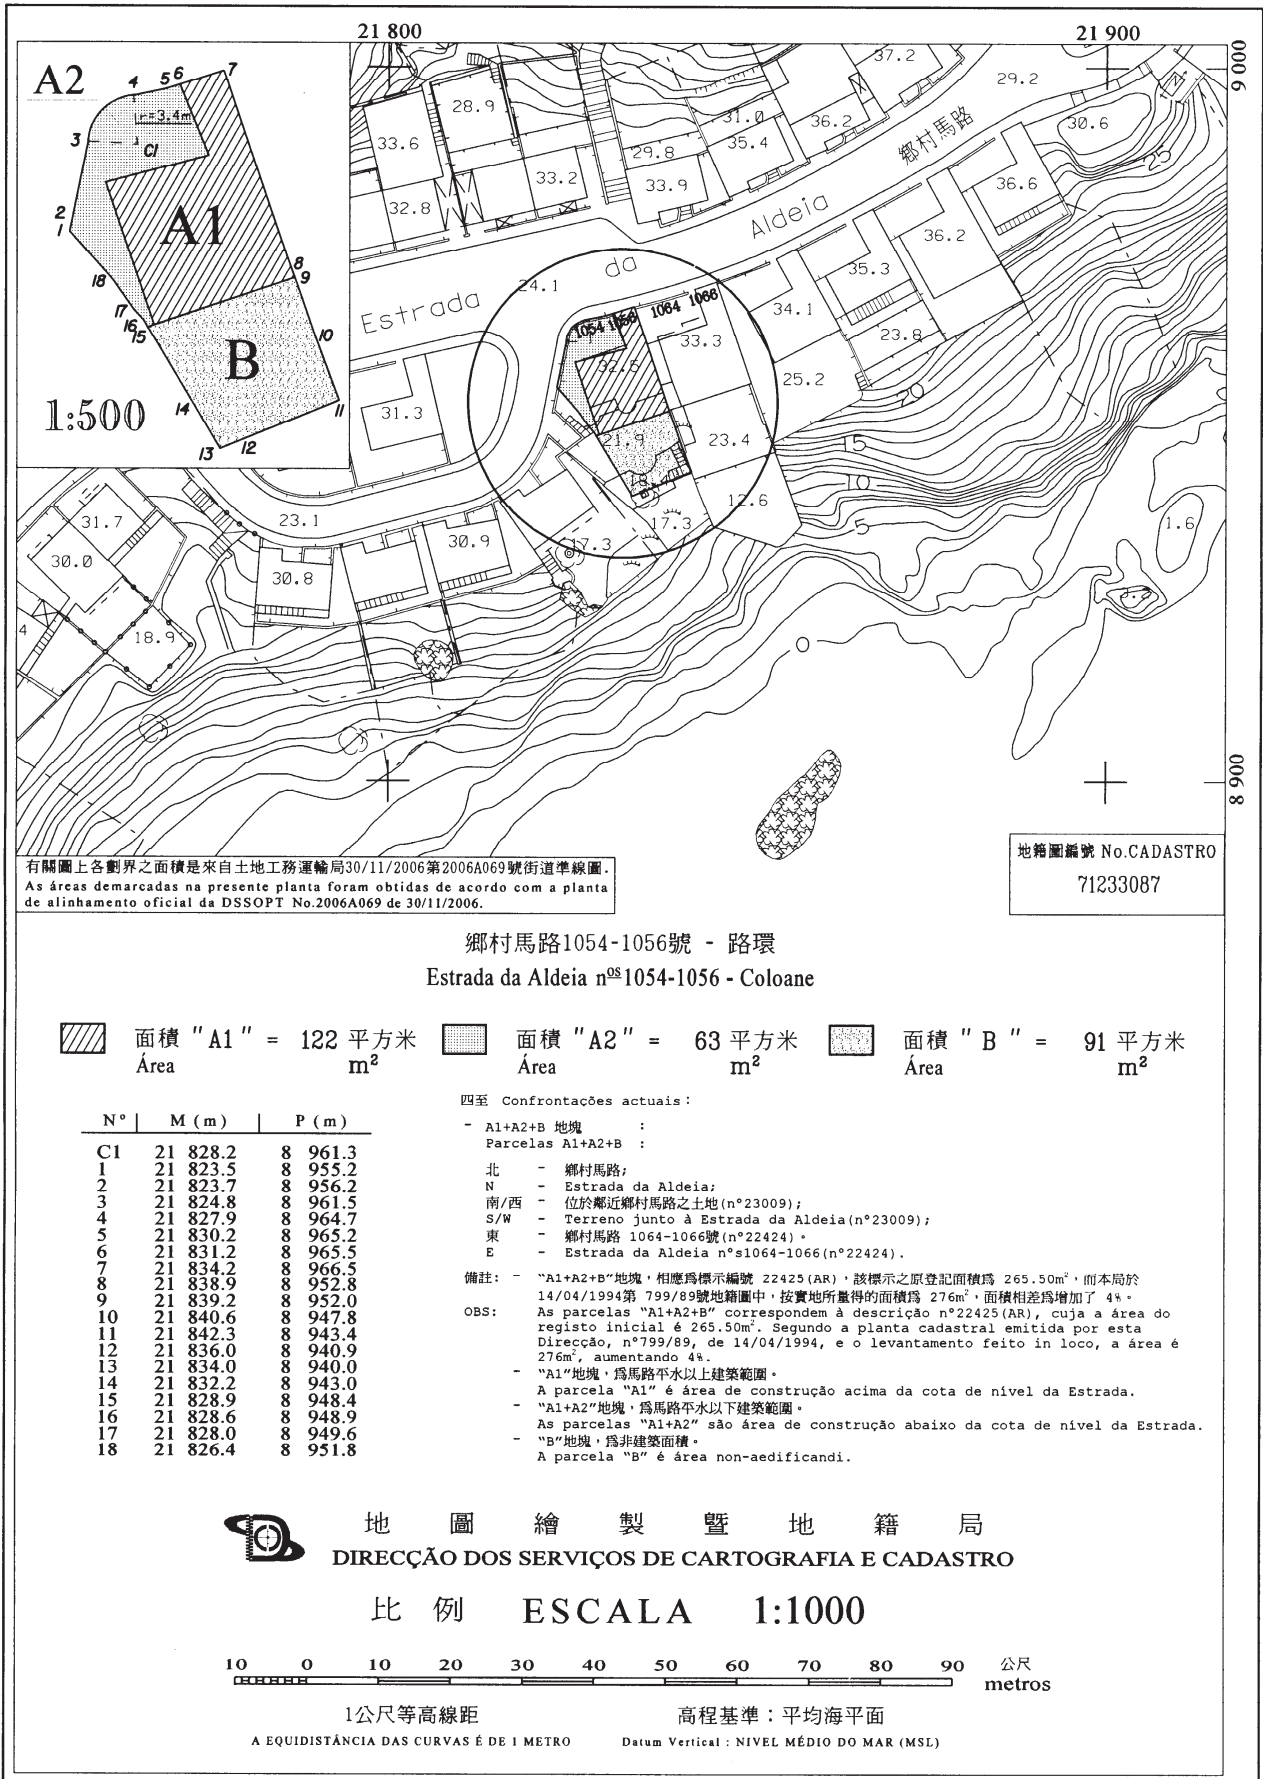 21 800
21 900
9 000
8 900
A2
1
2
3
4
5
6
7
8
9
10
11
12
13
14
15
16
17
18
r=3.4m
C1
A1
B
1:500
37.2
29.2
28.9
31.0
36.2
30.6
33.6
29.8
35.4
鄉村馬路
25
33.2
33.9
36.6
32.8
Aldeia
36.2
da
24.1
35.3
Estrada
1054 1056
1064 1066
34.1
33.3
23.8
32.5
25.2
20
31.3
21.9
23.4
15
18.4
10
12.6
31.7
23.1
17.3
5
1.6
30.0
30.9
17.3
30.8
4
18.9
0
有關圖上各劃界之面積是來自土地工務運輸局30/11/2006第2006A069號街道準線圖.
As áreas demarcadas na presente planta foram obtidas de acordo com a planta
de alinhamento oficial da DSSOPT No.2006A069 de 30/11/2006.
地籍圖編號 No.CADASTRO
71233087
鄉村馬路1054-1056號 - 路環
Estrada da Aldeia nºs 1054-1056 - Coloane
面積 "A1" = 122 平方米 面積 "A2" = 63 平方米 面積 "B" = 91 平方米
Área m² Área m² Área m²
Nº M (m) P (m)
C1 21 828.2 8 961.3
1 21 823.5 8 955.2
2 21 823.7 8 956.2
3 21 824.8 8 961.5
4 21 827.9 8 964.7
5 21 830.2 8 965.2
6 21 831.2 8 965.5
7 21 834.2 8 966.5
8 21 838.9 8 952.8
9 21 839.2 8 952.0
10 21 840.6 8 947.8
11 21 842.3 8 943.4
12 21 836.0 8 940.9
13 21 834.0 8 940.0
14 21 832.2 8 943.0
15 21 828.9 8 948.4
16 21 828.6 8 948.9
17 21 828.0 8 949.6
18 21 826.4 8 951.8
四至 Confrontações actuais:
- A1+A2+B 地塊 :
Parcelas A1+A2+B :
北 - 鄉村馬路;
N - Estrada da Aldeia;
南/西 - 位於鄰近鄉村馬路之土地(nº23009);
S/W - Terreno junto à Estrada da Aldeia(nº23009);
東 - 鄉村馬路 1064-1066號(nº22424)。
E - Estrada da Aldeia nºs1064-1066(nº22424).
備註: - "A1+A2+B"地塊，相應爲標示編號 22425(AR)，該標示之原登記面積爲 265.50m²，而本局於
14/04/1994第 799/89號地籍圖中，按實地所量得的面積爲 276m²，面積相差爲增加了 4%。
OBS: As parcelas "A1+A2+B" correspondem à descrição nº22425(AR), cuja a área do
registo inicial é 265.50m². Segundo a planta cadastral emitida por esta
Direcção, nº799/89, de 14/04/1994, e o levantamento feito in loco, a área é
276m², aumentando 4%.
- "A1"地塊，爲馬路平水以上建築範圍。
A parcela "A1" é área de construção acima da cota de nível da Estrada.
- "A1+A2"地塊，爲馬路平水以下建築範圍。
As parcelas "A1+A2" são área de construção abaixo da cota de nível da Estrada.
- "B"地塊，爲非建築面積。
A parcela "B" é área non-aedificandi.
地圖繪製暨地籍局
DIRECÇÃO DOS SERVIÇOS DE CARTOGRAFIA E CADASTRO
比例 ESCALA 1:1000
10 0 10 20 30 40 50 60 70 80 90 公尺
metros
1公尺等高線距 高程基準：平均海平面
A EQUIDISTÂNCIA DAS CURVAS É DE 1 METRO Datum Vertical : NIVEL MÉDIO DO MAR (MSL)